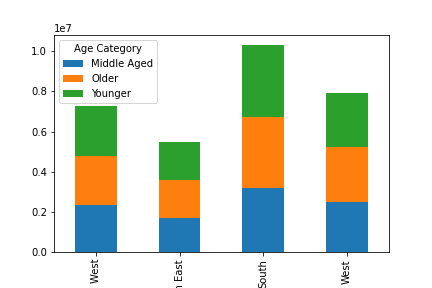 1e7
1.0
0.8
0.6
0.4
0.2
0.0
Age Category
Middle Aged
Older
Younger
West
East
South
West